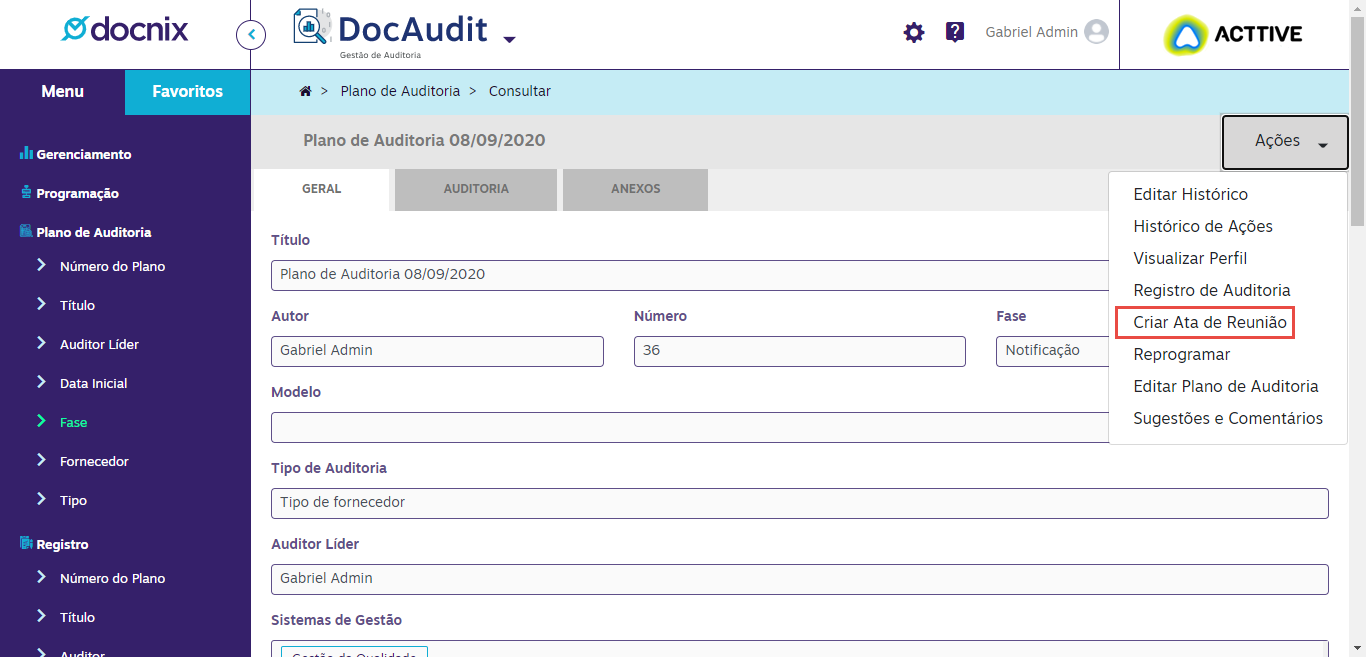 docnix
DocAudit
Gestão de Auditoria
Gabriel Admin
ACTTIVE
Menu
Favoritos
> Plano de Auditoria > Consultar
Gerenciamento
Programação
Plano de Auditoria
Número do Plano
Título
Auditor Líder
Data Inicial
Fase
Fornecedor
Tipo
Registro
Número do Plano
Título
Auditor
Plano de Auditoria 08/09/2020
Ações
GERAL
AUDITORIA
ANEXOS
Editar Histórico
Histórico de Ações
Visualizar Perfil
Registro de Auditoria
Criar Ata de Reunião
Reprogramar
Editar Plano de Auditoria
Sugestões e Comentários
Título
Plano de Auditoria 08/09/2020
Autor
Gabriel Admin
Número
36
Fase
Notificação
Modelo
Tipo de Auditoria
Tipo de fornecedor
Auditor Líder
Gabriel Admin
Sistemas de Gestão
Gestão da Qualidade